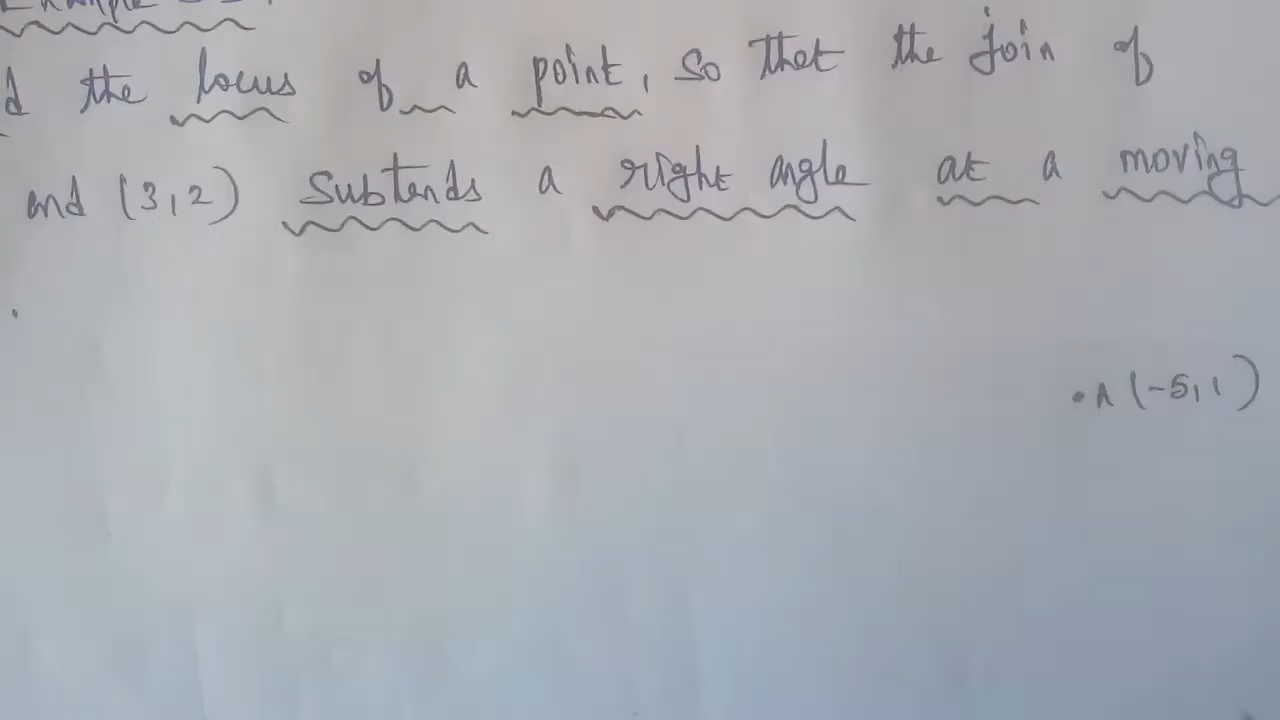 Example
the locus of a point, so that the join of
and (3,2) subtends a right angle at a moving
.A (-5,1)